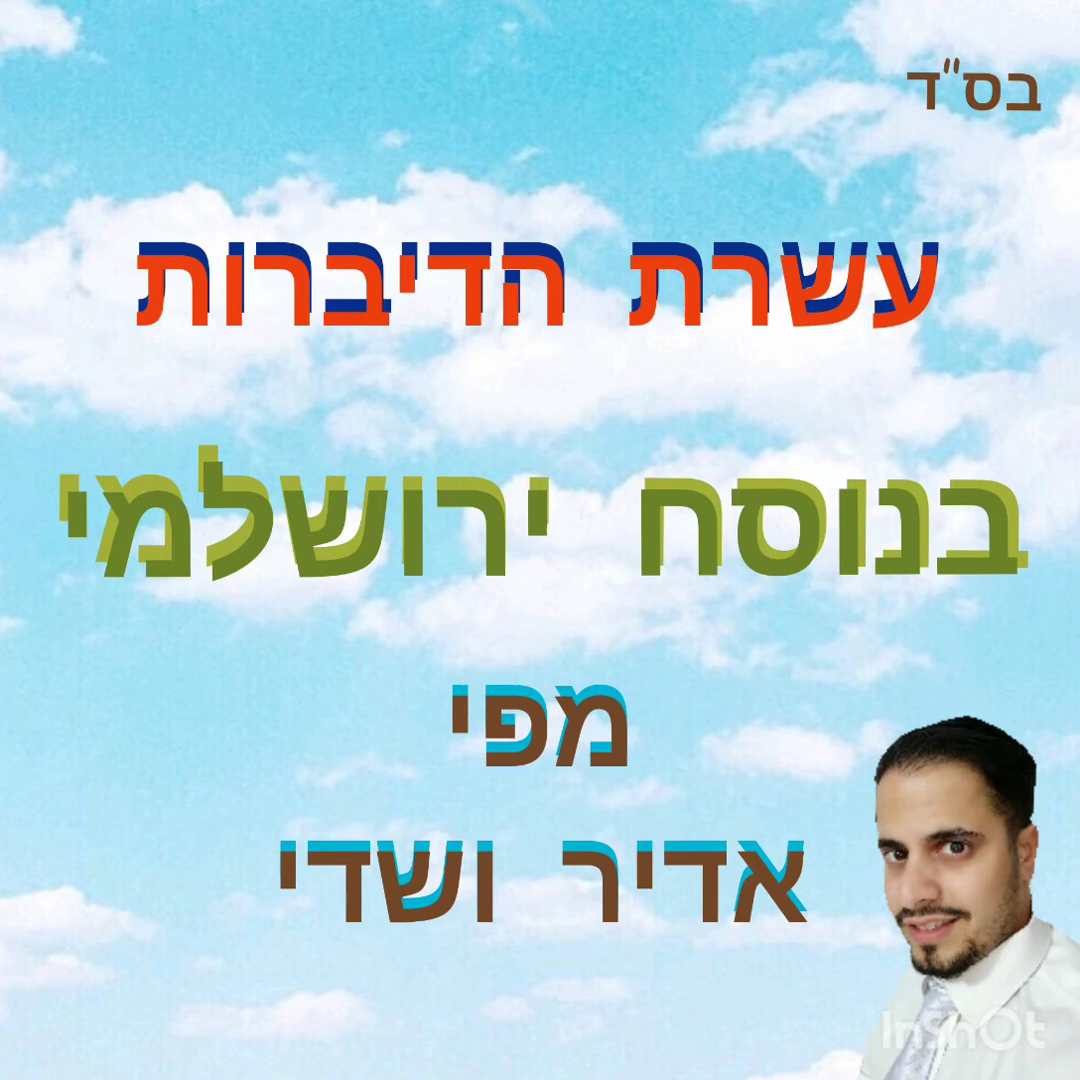 בס"ד
עשרת הדיברות
בנוסח ירושלמי
מפי
אדיר ושדי
InShOt